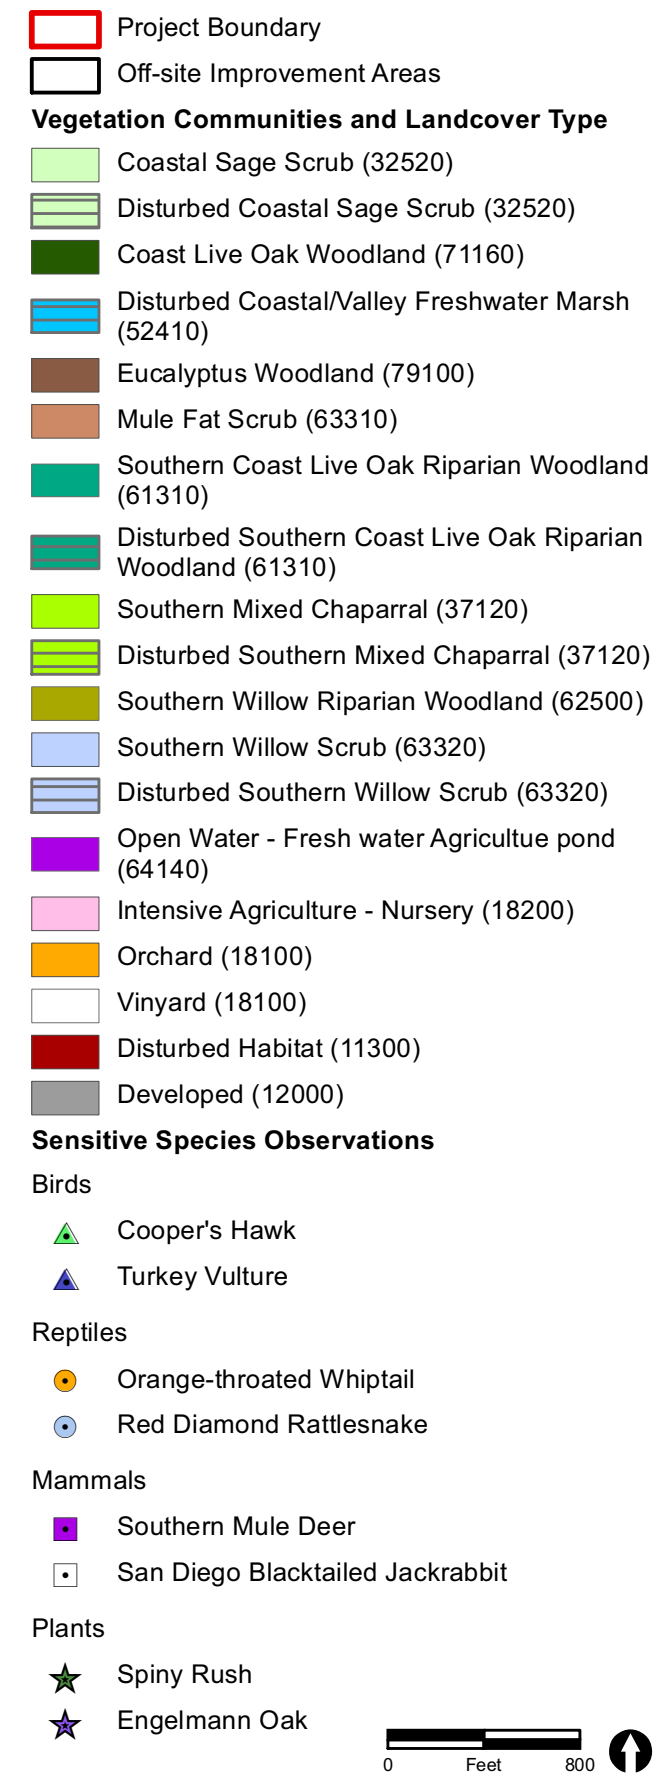 Project Boundary
Off-site Improvement Areas
Vegetation Communities and Landcover Type
Coastal Sage Scrub (32520)
Disturbed Coastal Sage Scrub (32520)
Coast Live Oak Woodland (71160)
Disturbed Coastal/Valley Freshwater Marsh
(52410)
Eucalyptus Woodland (79100)
Mule Fat Scrub (63310)
Southern Coast Live Oak Riparian Woodland
(61310)
Disturbed Southern Coast Live Oak Riparian
Woodland (61310)
Southern Mixed Chaparral (37120)
Disturbed Southern Mixed Chaparral (37120)
Southern Willow Riparian Woodland (62500)
Southern Willow Scrub (63320)
Disturbed Southern Willow Scrub (63320)
Open Water - Fresh water Agricultue pond
(64140)
Intensive Agriculture - Nursery (18200)
Orchard (18100)
Vinyard (18100)
Disturbed Habitat (11300)
Developed (12000)
Sensitive Species Observations
Birds
Cooper's Hawk
Turkey Vulture
Reptiles
Orange-throated Whiptail
Red Diamond Rattlesnake
Mammals
Southern Mule Deer
San Diego Blacktailed Jackrabbit
Plants
Spiny Rush
Engelmann Oak
0 Feet 800